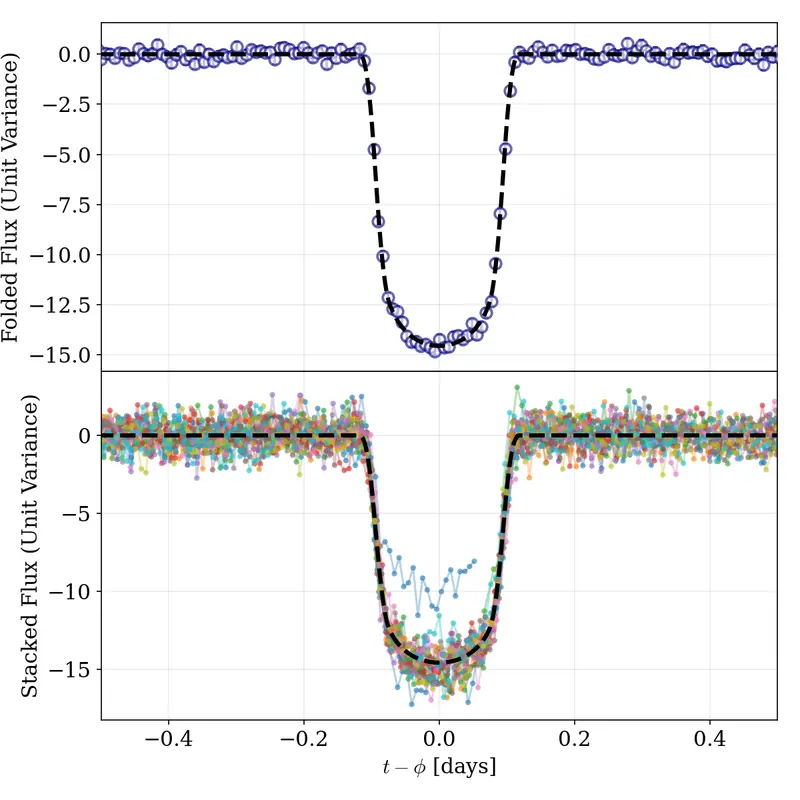 Folded Flux (Unit Variance)
0.0
−2.5
−5.0
−7.5
−10.0
−12.5
−15.0
Stacked Flux (Unit Variance)
0
−5
−10
−15
−0.4 −0.2 0.0 0.2 0.4
t − ϕ [days]